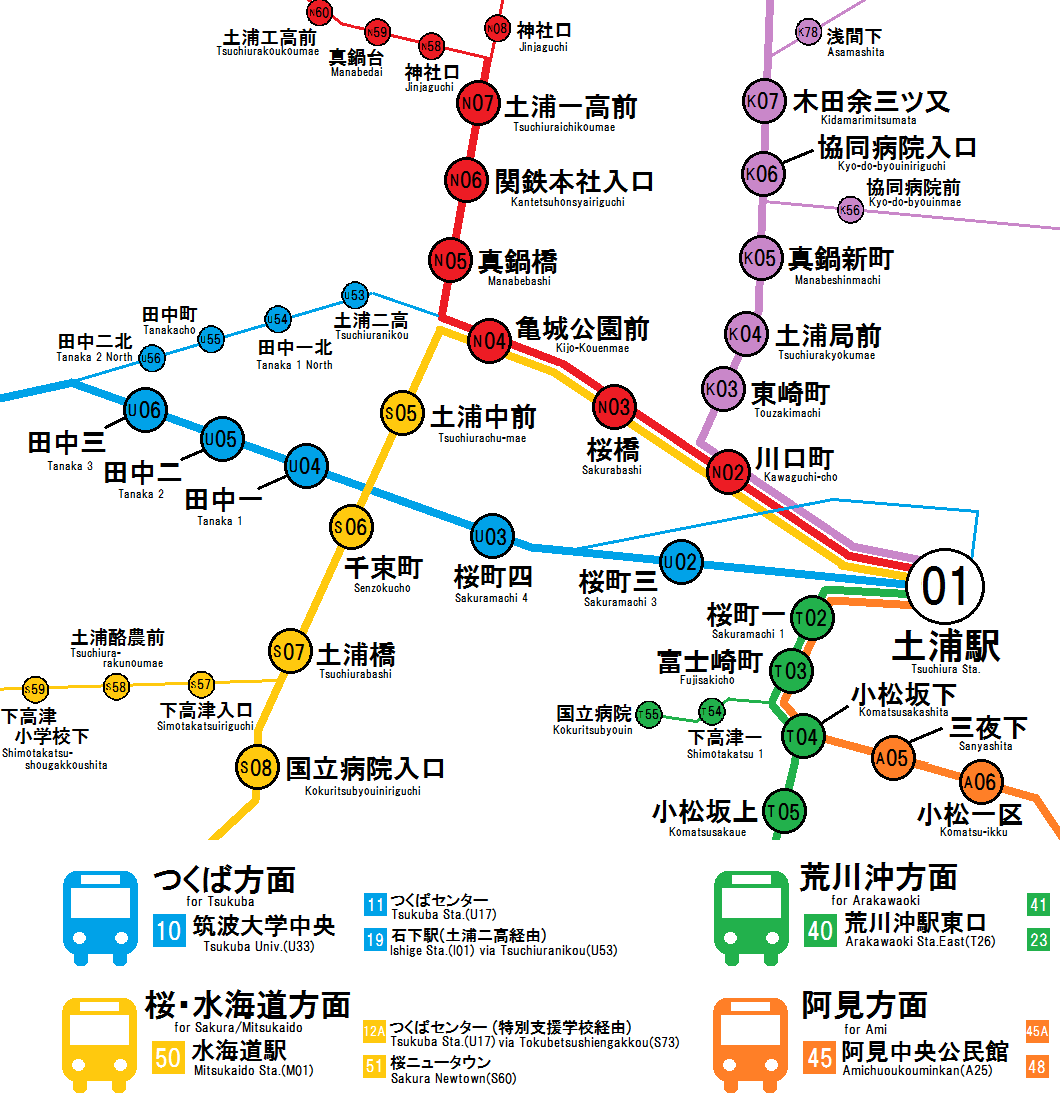 N60
土浦工高前
Tsuchiurakoukoumae
N59
真鍋台
Manabedai
N58
神社口
Jinjaguchi
N08
神社口
Jinjaguchi
K78
浅間下
Asamashita
N07
土浦一高前
Tsuchiuraichikoumae
K07
木田余三ツ又
Kidamarimitsumata
N06
関鉄本社入口
Kantetsuhonsyairiguchi
K06
協同病院入口
Kyo-do-byouiniriguchi
K56
協同病院前
Kyo-do-byouinmae
N05
真鍋橋
Manabebashi
K05
真鍋新町
Manabeshinmachi
U53
土浦二高
Tsuchiuranikou
U54
田中一北
Tanaka 1 North
U55
田中町
Tanakacho
U56
田中二北
Tanaka 2 North
N04
亀城公園前
Kijo-Kouenmae
K04
土浦局前
Tsuchiurakyokumae
K03
東崎町
Touzakimachi
U06
田中三
Tanaka 3
U05
田中二
Tanaka 2
U04
田中一
Tanaka 1
S05
土浦中前
Tsuchiurachu-mae
N03
桜橋
Sakurabashi
N02
川口町
Kawaguchi-cho
S06
千束町
Senzokucho
U03
桜町四
Sakuramachi 4
U02
桜町三
Sakuramachi 3
01
土浦駅
Tsuchiura Sta.
T02
桜町一
Sakuramachi 1
T03
富士崎町
Fujisakicho
S07
土浦橋
Tsuchiurabashi
土浦酪農前
Tsuchiura-
rakunoumae
S59
S58
S57
下高津
小学校下
Shimotakatsu-
shougakkoushita
下高津入口
Simotakatsuiriguchi
S08
国立病院入口
Kokuritsubyouiniriguchi
国立病院
Kokuritsubyouin
T55
T54
下高津一
Shimotakatsu 1
T04
小松坂下
Komatsusakashita
A05
三夜下
Sanyashita
A06
小松一区
Komatsu-ikku
T05
小松坂上
Komatsusakaue
つくば方面
for Tsukuba
10 筑波大学中央
Tsukuba Univ.(U33)
11 つくばセンター
Tsukuba Sta.(U17)
19 石下駅(土浦二高経由)
Ishige Sta.(I01) via Tsuchiuranikou(U53)
荒川沖方面
for Arakawaoki
40 荒川沖駅東口
Arakawaoki Sta.East(T26)
41
23
桜・水海道方面
for Sakura/Mitsukaido
50 水海道駅
Mitsukaido Sta.(M01)
12A つくばセンター (特別支援学校経由)
Tsukuba Sta.(U17) via Tokubetsushiengakkou(S73)
51 桜ニュータウン
Sakura Newtown(S60)
阿見方面
for Ami
45 阿見中央公民館
Amichuoukouminkan(A25)
45A
48